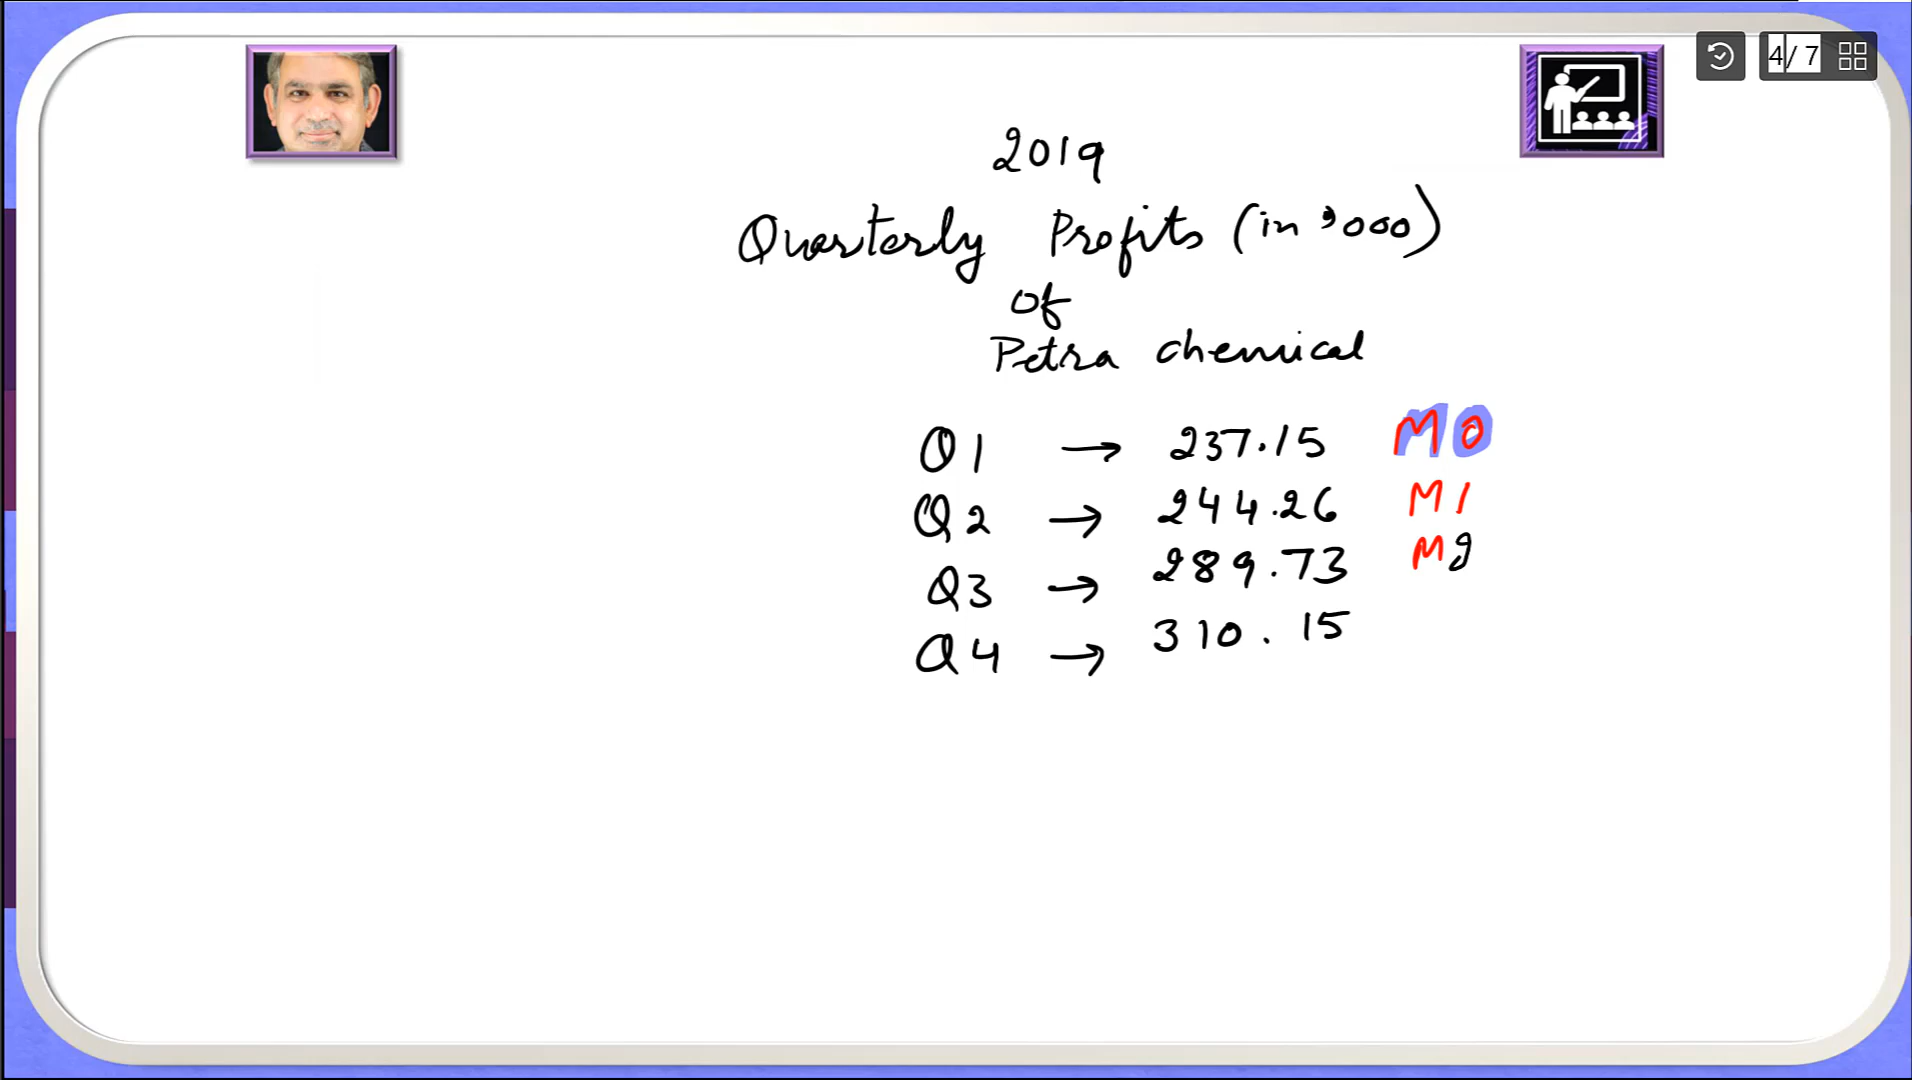 4/ 7
2019
Quarterly Profits (in ,000)
Of
Petra chemical
Q1 → 237.15 M0
Q2 → 244.26 M1
Q3 → 289.73 M2
Q4 → 310.15